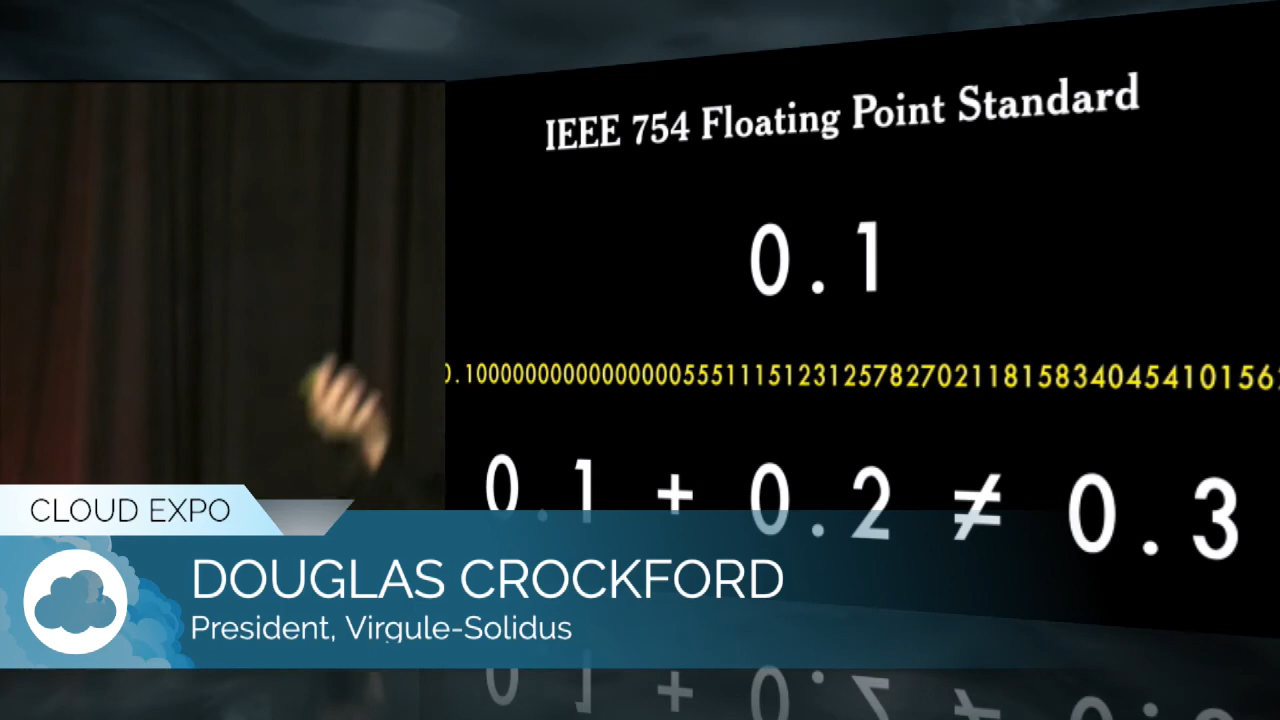 IEEE 754 Floating Point Standard
0.1
0.100000000000000005551115123125782702118158340454101562
0.1 + 0.2 ≠ 0.3
CLOUD EXPO
DOUGLAS CROCKFORD
President, Virgule-Solidus